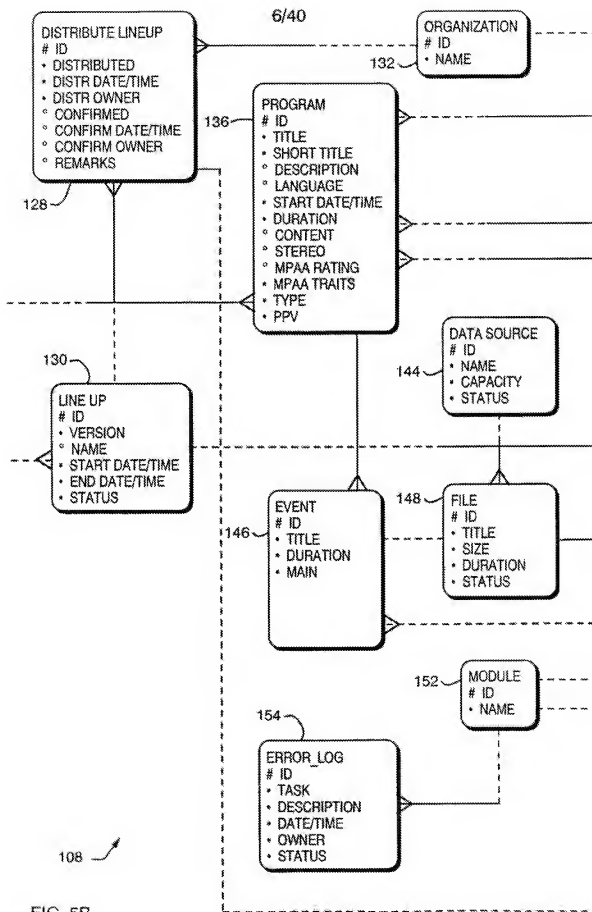 6/40
DISTRIBUTE LINEUP
# ID
* DISTRIBUTED
* DISTR DATE/TIME
* DISTR OWNER
° CONFIRMED
° CONFIRM DATE/TIME
° CONFIRM OWNER
° REMARKS
128
ORGANIZATION
# ID
* NAME
132
136
PROGRAM
# ID
* TITLE
* SHORT TITLE
° DESCRIPTION
° LANGUAGE
* START DATE/TIME
* DURATION
° CONTENT
° STEREO
° MPAA RATING
* MPAA TRAITS
* TYPE
* PPV
130
LINE UP
# ID
* VERSION
° NAME
* START DATE/TIME
* END DATE/TIME
* STATUS
144
DATA SOURCE
# ID
* NAME
* CAPACITY
* STATUS
146
EVENT
# ID
* TITLE
* DURATION
* MAIN
148
FILE
# ID
* TITLE
* SIZE
* DURATION
* STATUS
152
MODULE
# ID
* NAME
154
ERROR_LOG
# ID
* TASK
* DESCRIPTION
* DATE/TIME
* OWNER
* STATUS
108